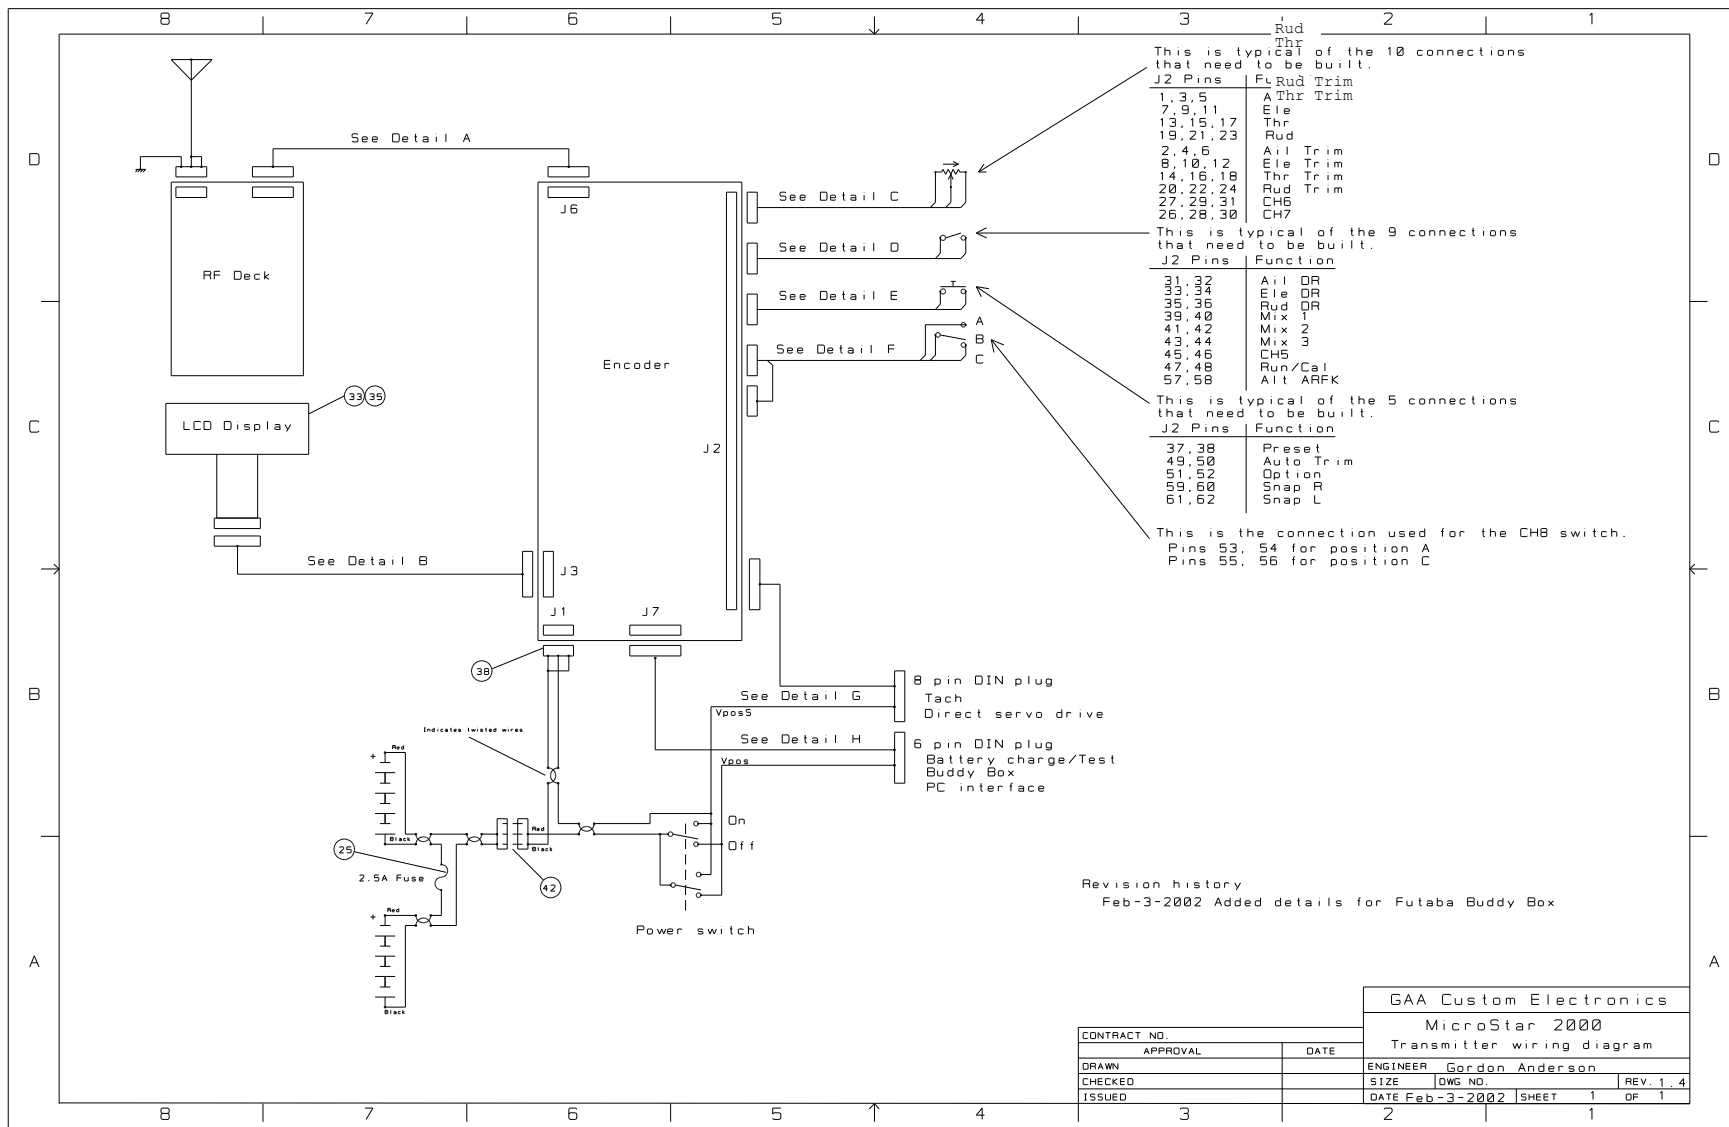 8 7 6 5 4 3 2 1
Rud
Thr
This is typical of the 10 connections
that need to be built.
J2 Pins
Rud Trim
Thr Trim
1,3,5 A
7,9,11 Ele
13,15,17 Thr
19,21,23 Rud
2,4,6 Ail Trim
8,10,12 Ele Trim
14,16,18 Thr Trim
20,22,24 Rud Trim
27,29,31 CH6
26,28,30 CH7
This is typical of the 9 connections
that need to be built.
J2 Pins Function
31,32 Ail DR
33,34 Ele DR
35,36 Rud DR
39,40 Mix 1
41,42 Mix 2
43,44 Mix 3
45,46 CH5
47,48 Run/Cal
57,58 Alt ARFK
This is typical of the 5 connections
that need to be built.
J2 Pins Function
37,38 Preset
49,50 Auto Trim
51,52 Option
59,60 Snap R
61,62 Snap L
This is the connection used for the CH8 switch.
Pins 53, 54 for position A
Pins 55, 56 for position C
D D
C C
B B
A A
See Detail A
J6
RF Deck
See Detail C
See Detail D
See Detail E
See Detail F
A
B
C
Encoder
J2
33 35
LCD Display
See Detail B
J3
J1
J7
38
8 pin DIN plug
Tach
Direct servo drive
See Detail G
Vpos5
See Detail H
Vpos
6 pin DIN plug
Battery charge/Test
Buddy Box
PC interface
Indicates twisted wires
+
Red
Black
Red
Black
On
Off
25
2.5A Fuse
42
+
Red
Black
Power switch
Revision history
Feb-3-2002 Added details for Futaba Buddy Box
GAA Custom Electronics
MicroStar 2000
Transmitter wiring diagram
CONTRACT NO.
APPROVAL DATE
DRAWN
CHECKED
ISSUED
ENGINEER Gordon Anderson
SIZE DWG NO. REV. 1.4
DATE Feb-3-2002 SHEET 1 OF 1
8 7 6 5 4 3 2 1